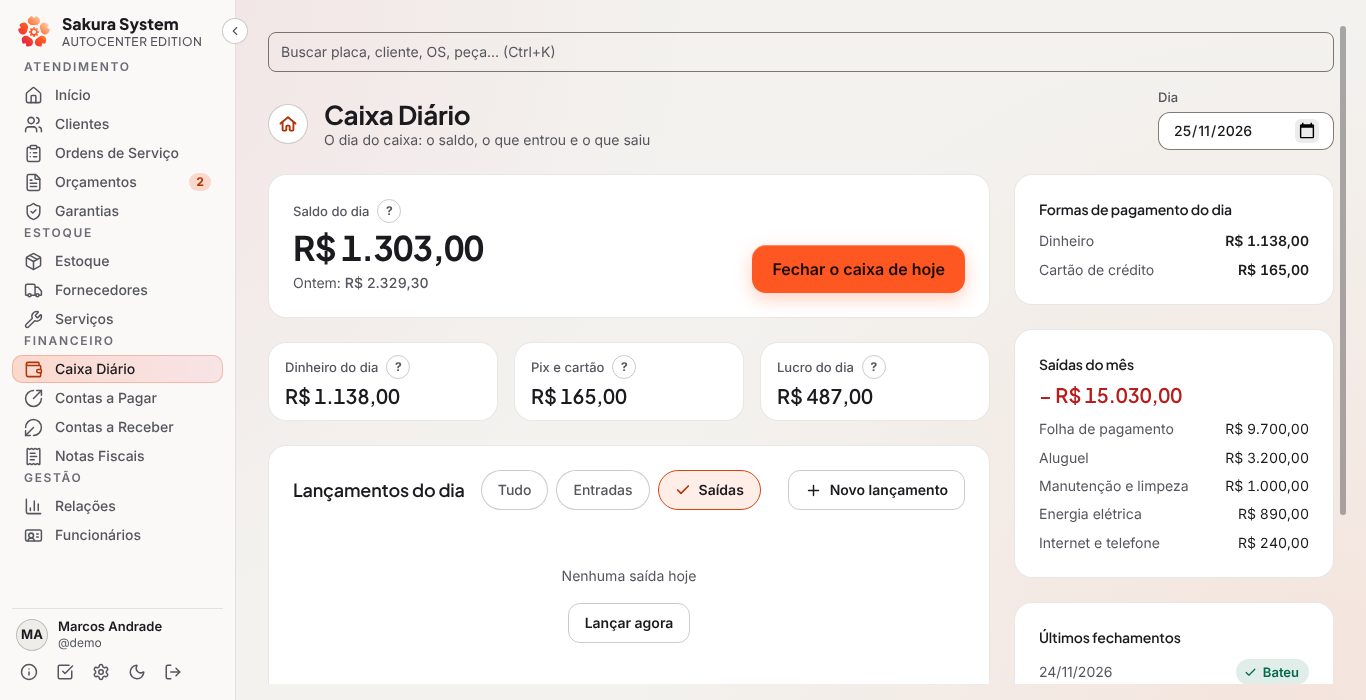 Sakura System
AUTOCENTER EDITION
ATENDIMENTO
Início
Clientes
Ordens de Serviço
Orçamentos 2
Garantias
ESTOQUE
Estoque
Fornecedores
Serviços
FINANCEIRO
Caixa Diário
Contas a Pagar
Contas a Receber
Notas Fiscais
GESTÃO
Relações
Funcionários
MA
Marcos Andrade
@demo
Buscar placa, cliente, OS, peça... (Ctrl+K)
Caixa Diário
O dia do caixa: o saldo, o que entrou e o que saiu
Dia
25/11/2026
Saldo do dia ?
R$ 1.303,00
Ontem: R$ 2.329,30
Fechar o caixa de hoje
Dinheiro do dia ?
R$ 1.138,00
Pix e cartão ?
R$ 165,00
Lucro do dia ?
R$ 487,00
Lançamentos do dia
Tudo
Entradas
Saídas
Novo lançamento
Nenhuma saída hoje
Lançar agora
Formas de pagamento do dia
Dinheiro R$ 1.138,00
Cartão de crédito R$ 165,00
Saídas do mês
– R$ 15.030,00
Folha de pagamento R$ 9.700,00
Aluguel R$ 3.200,00
Manutenção e limpeza R$ 1.000,00
Energia elétrica R$ 890,00
Internet e telefone R$ 240,00
Últimos fechamentos
24/11/2026 Bateu